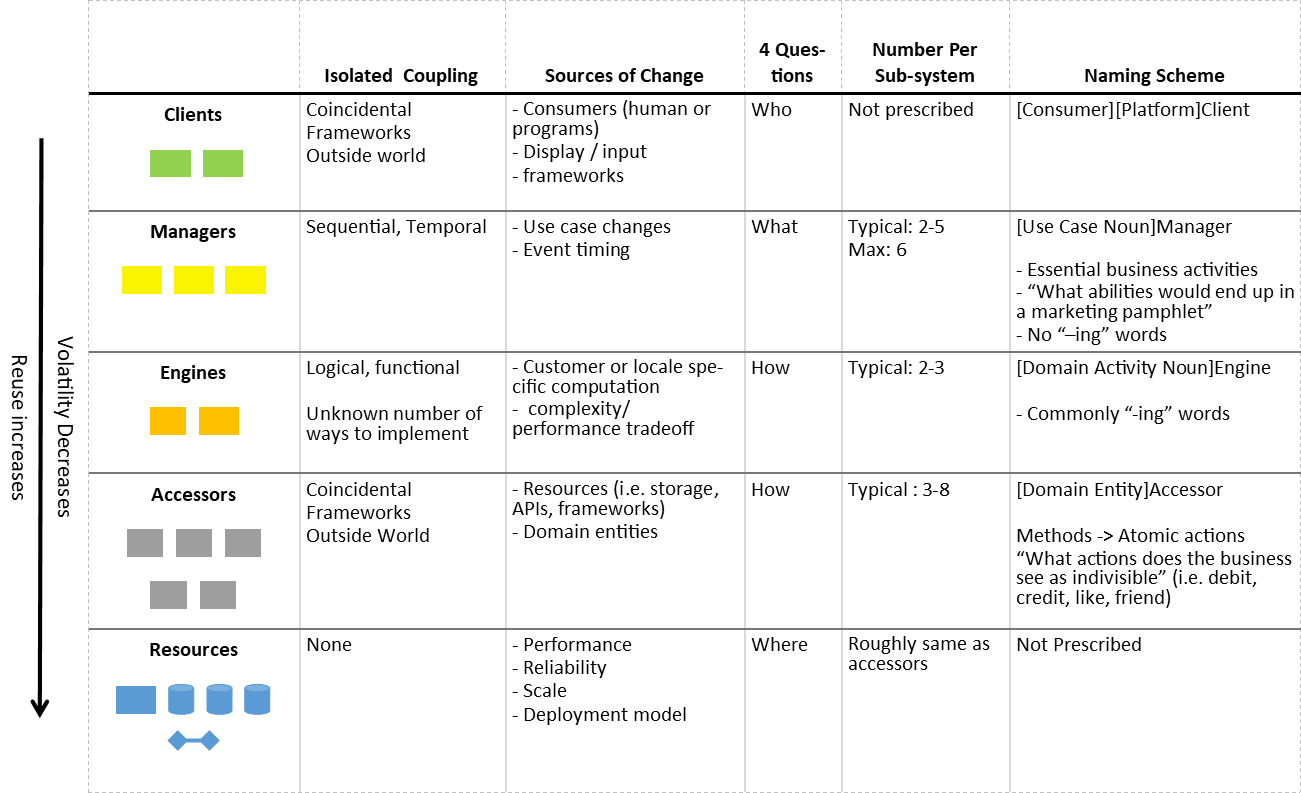 Isolated  Coupling
Sources of Change
4 Ques-
tions
Number Per
Sub-system
Naming Scheme
Clients
Coincidental
Frameworks
Outside world
- Consumers (human or
programs)
- Display / input
- frameworks
Who
Not prescribed
[Consumer][Platform]Client
Managers
Sequential, Temporal
- Use case changes
- Event timing
What
Typical: 2-5
Max: 6
[Use Case Noun]Manager
- Essential business activities
- “What abilities would end up in
a marketing pamphlet”
- No “–ing” words
Engines
Logical, functional
Unknown number of
ways to implement
- Customer or locale spe-
cific computation
-  complexity/
performance tradeoff
How
Typical: 2-3
[Domain Activity Noun]Engine
- Commonly “-ing” words
Accessors
Coincidental
Frameworks
Outside World
- Resources (i.e. storage,
APIs, frameworks)
- Domain entities
How
Typical : 3-8
[Domain Entity]Accessor
Methods -> Atomic actions
“What actions does the business
see as indivisible” (i.e. debit,
credit, like, friend)
Resources
None
- Performance
- Reliability
- Scale
- Deployment model
Where
Roughly same as
accessors
Not Prescribed
Volatility Decreases
Reuse increases